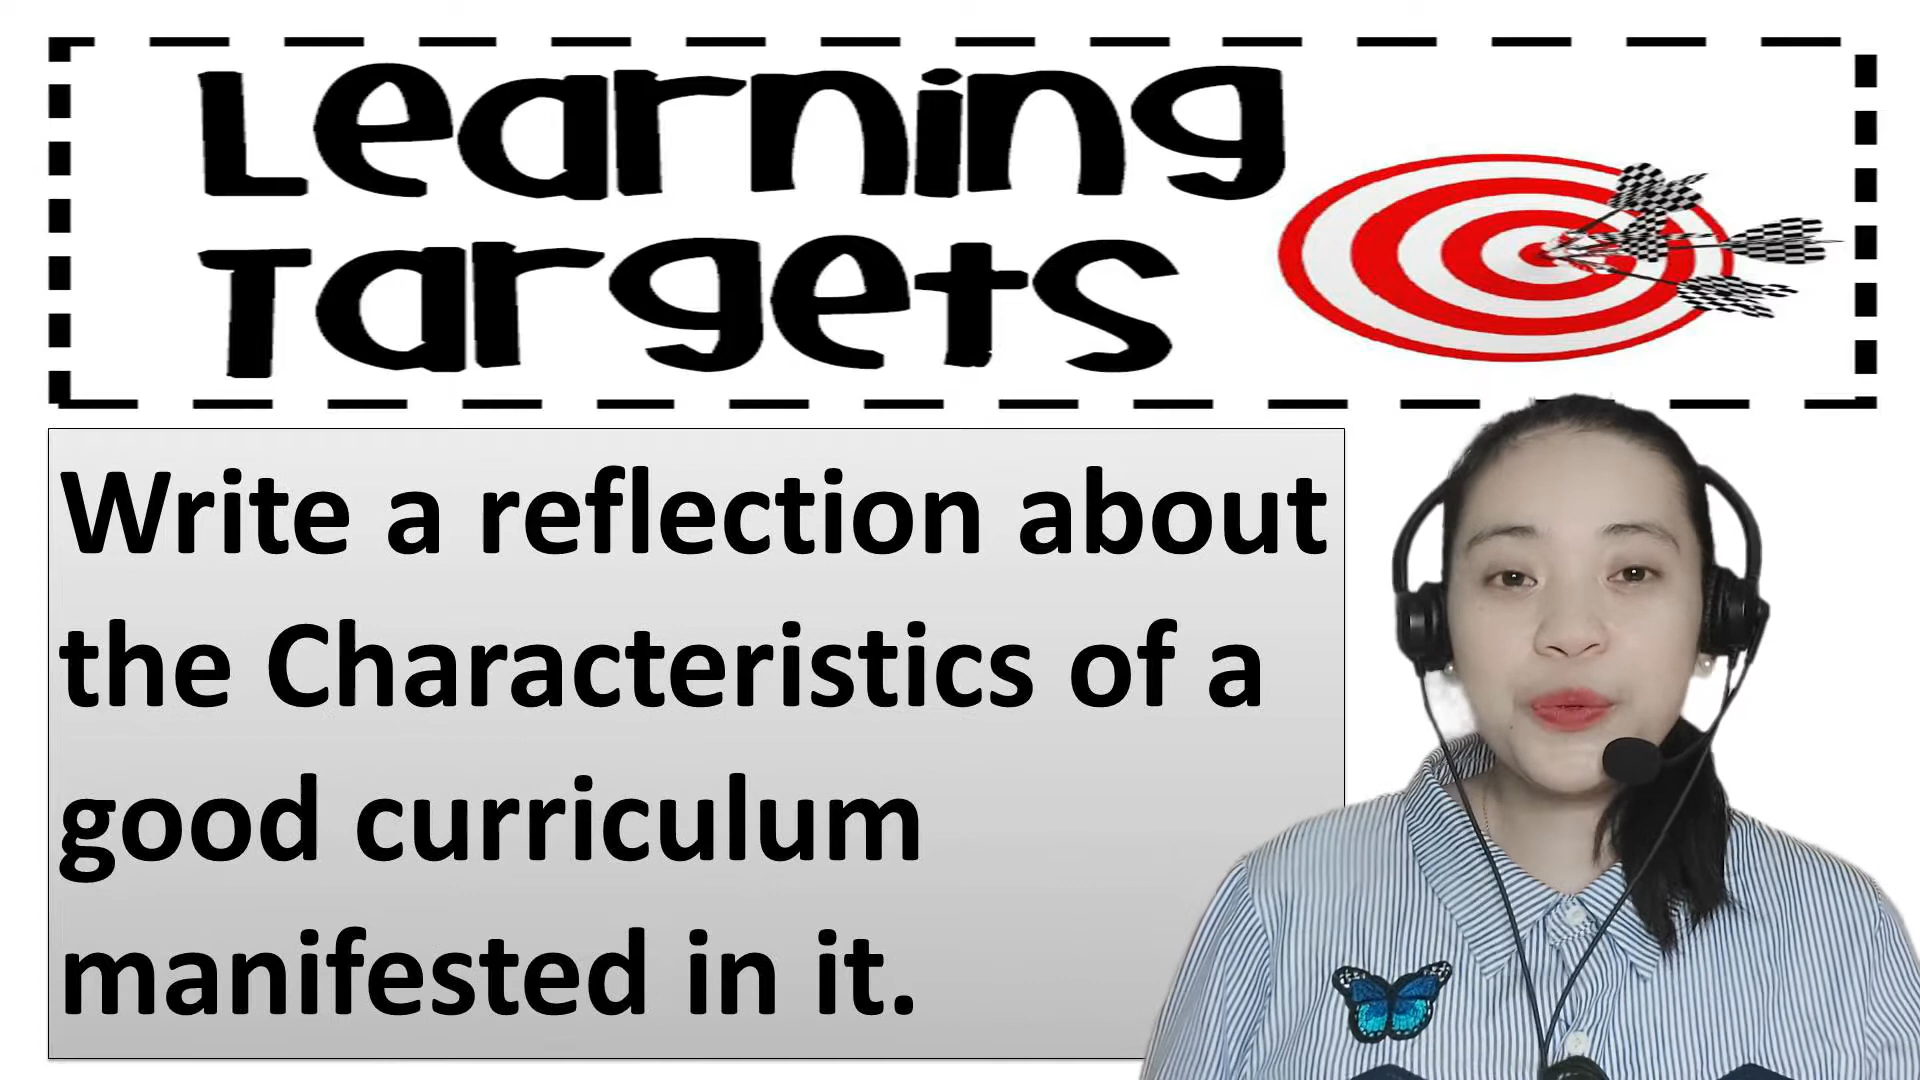 Learning
Targets
Write a reflection about
the Characteristics of a
good curriculum
manifested in it.